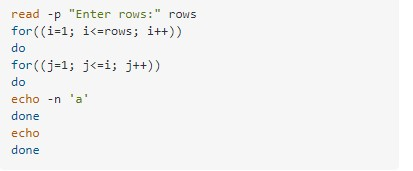 read -p "Enter rows:" rows
for((i=1; i<=rows; i++))
do
for((j=1; j<=i; j++))
do
echo -n 'a'
done
echo
done